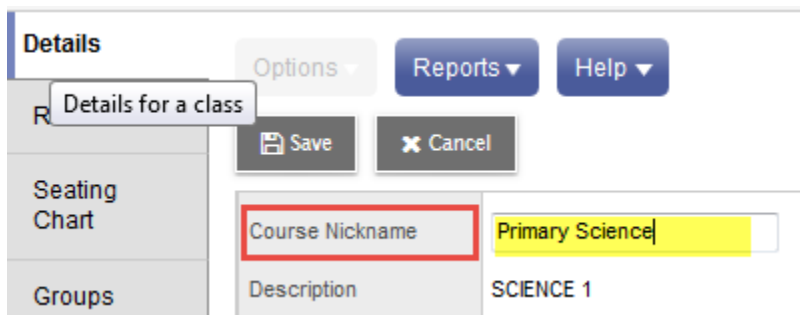 Details
Options Reports Help
R
Details for a class
Save Cancel
Seating
Chart
Course Nickname Primary Science
Groups
Description SCIENCE 1